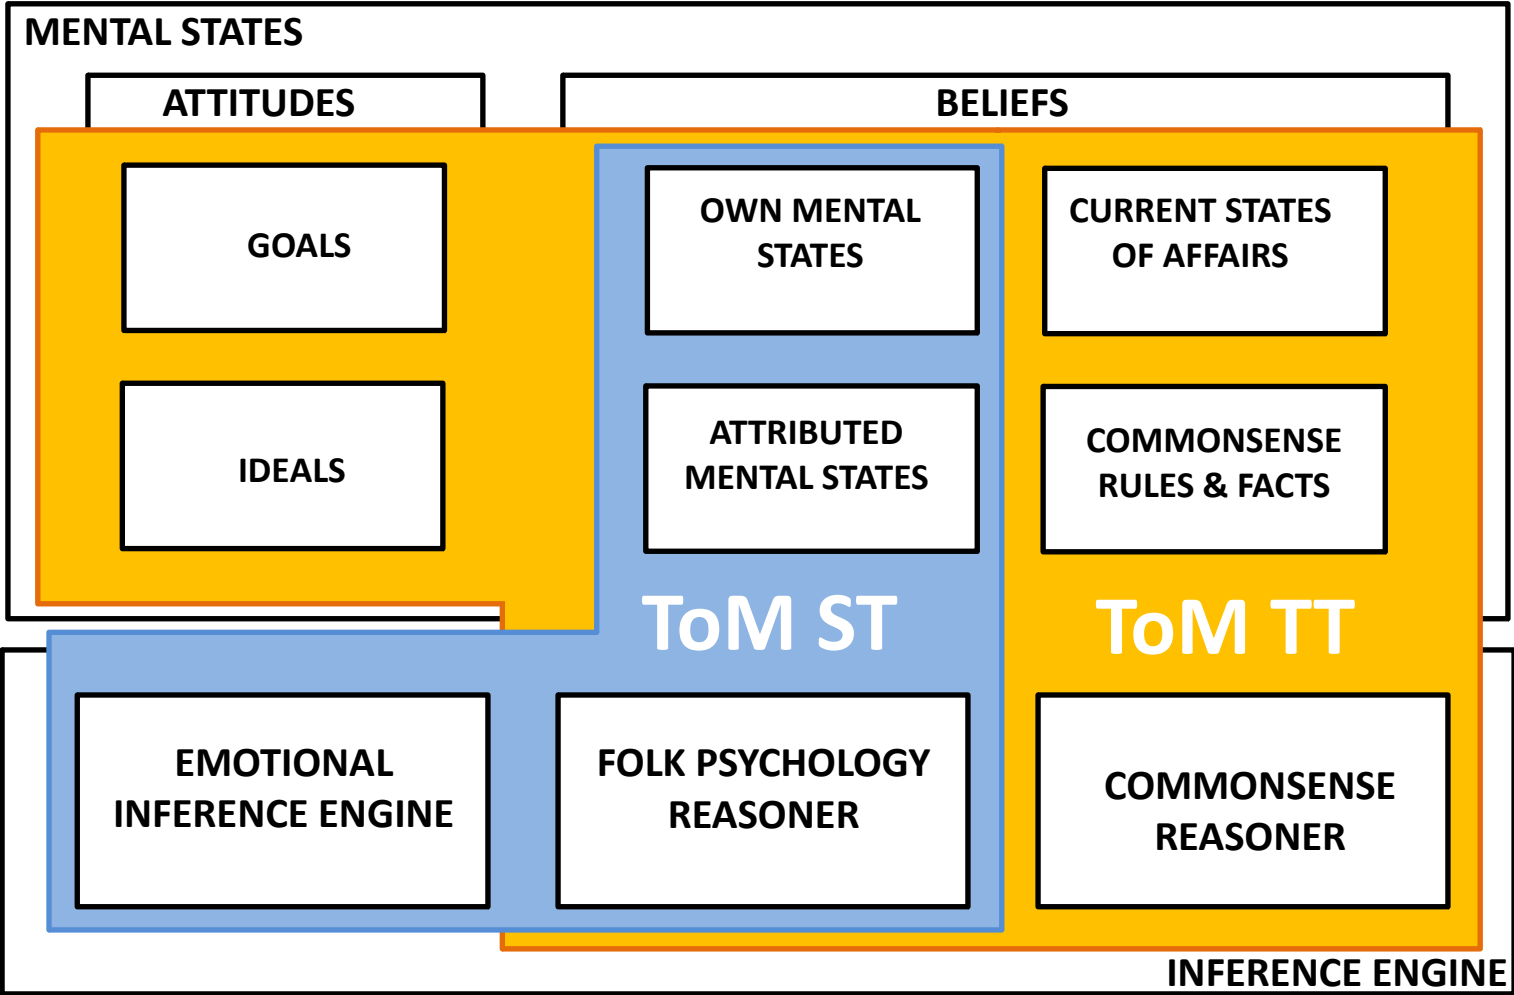 MENTAL STATES
ATTITUDES
BELIEFS
GOALS
OWN MENTAL
STATES
CURRENT STATES
OF AFFAIRS
IDEALS
ATTRIBUTED
MENTAL STATES
COMMONSENSE
RULES & FACTS
ToM ST
ToM TT
EMOTIONAL
INFERENCE ENGINE
FOLK PSYCHOLOGY
REASONER
COMMONSENSE
REASONER
INFERENCE ENGINE